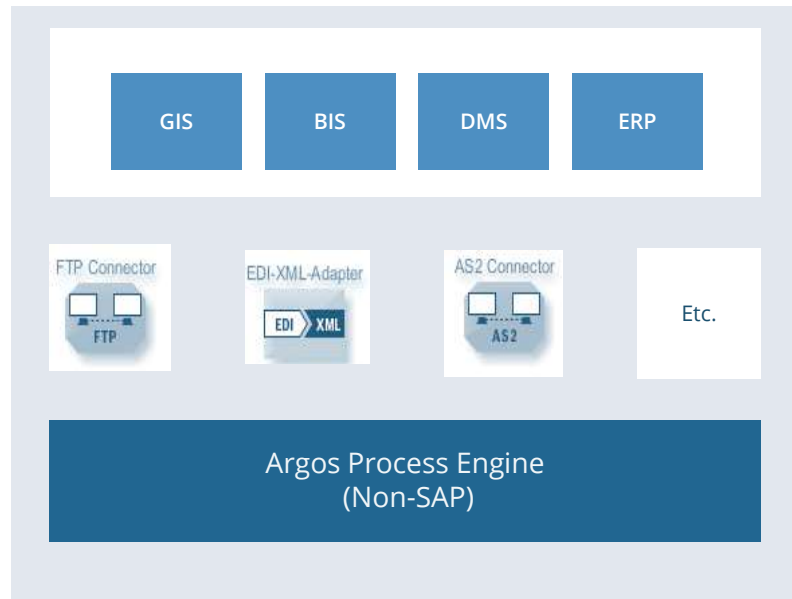 GIS
BIS
DMS
ERP
FTP Connector
FTP
EDI-XML-Adapter
EDI XML
AS2 Connector
AS2
Etc.
Argos Process Engine
(Non-SAP)